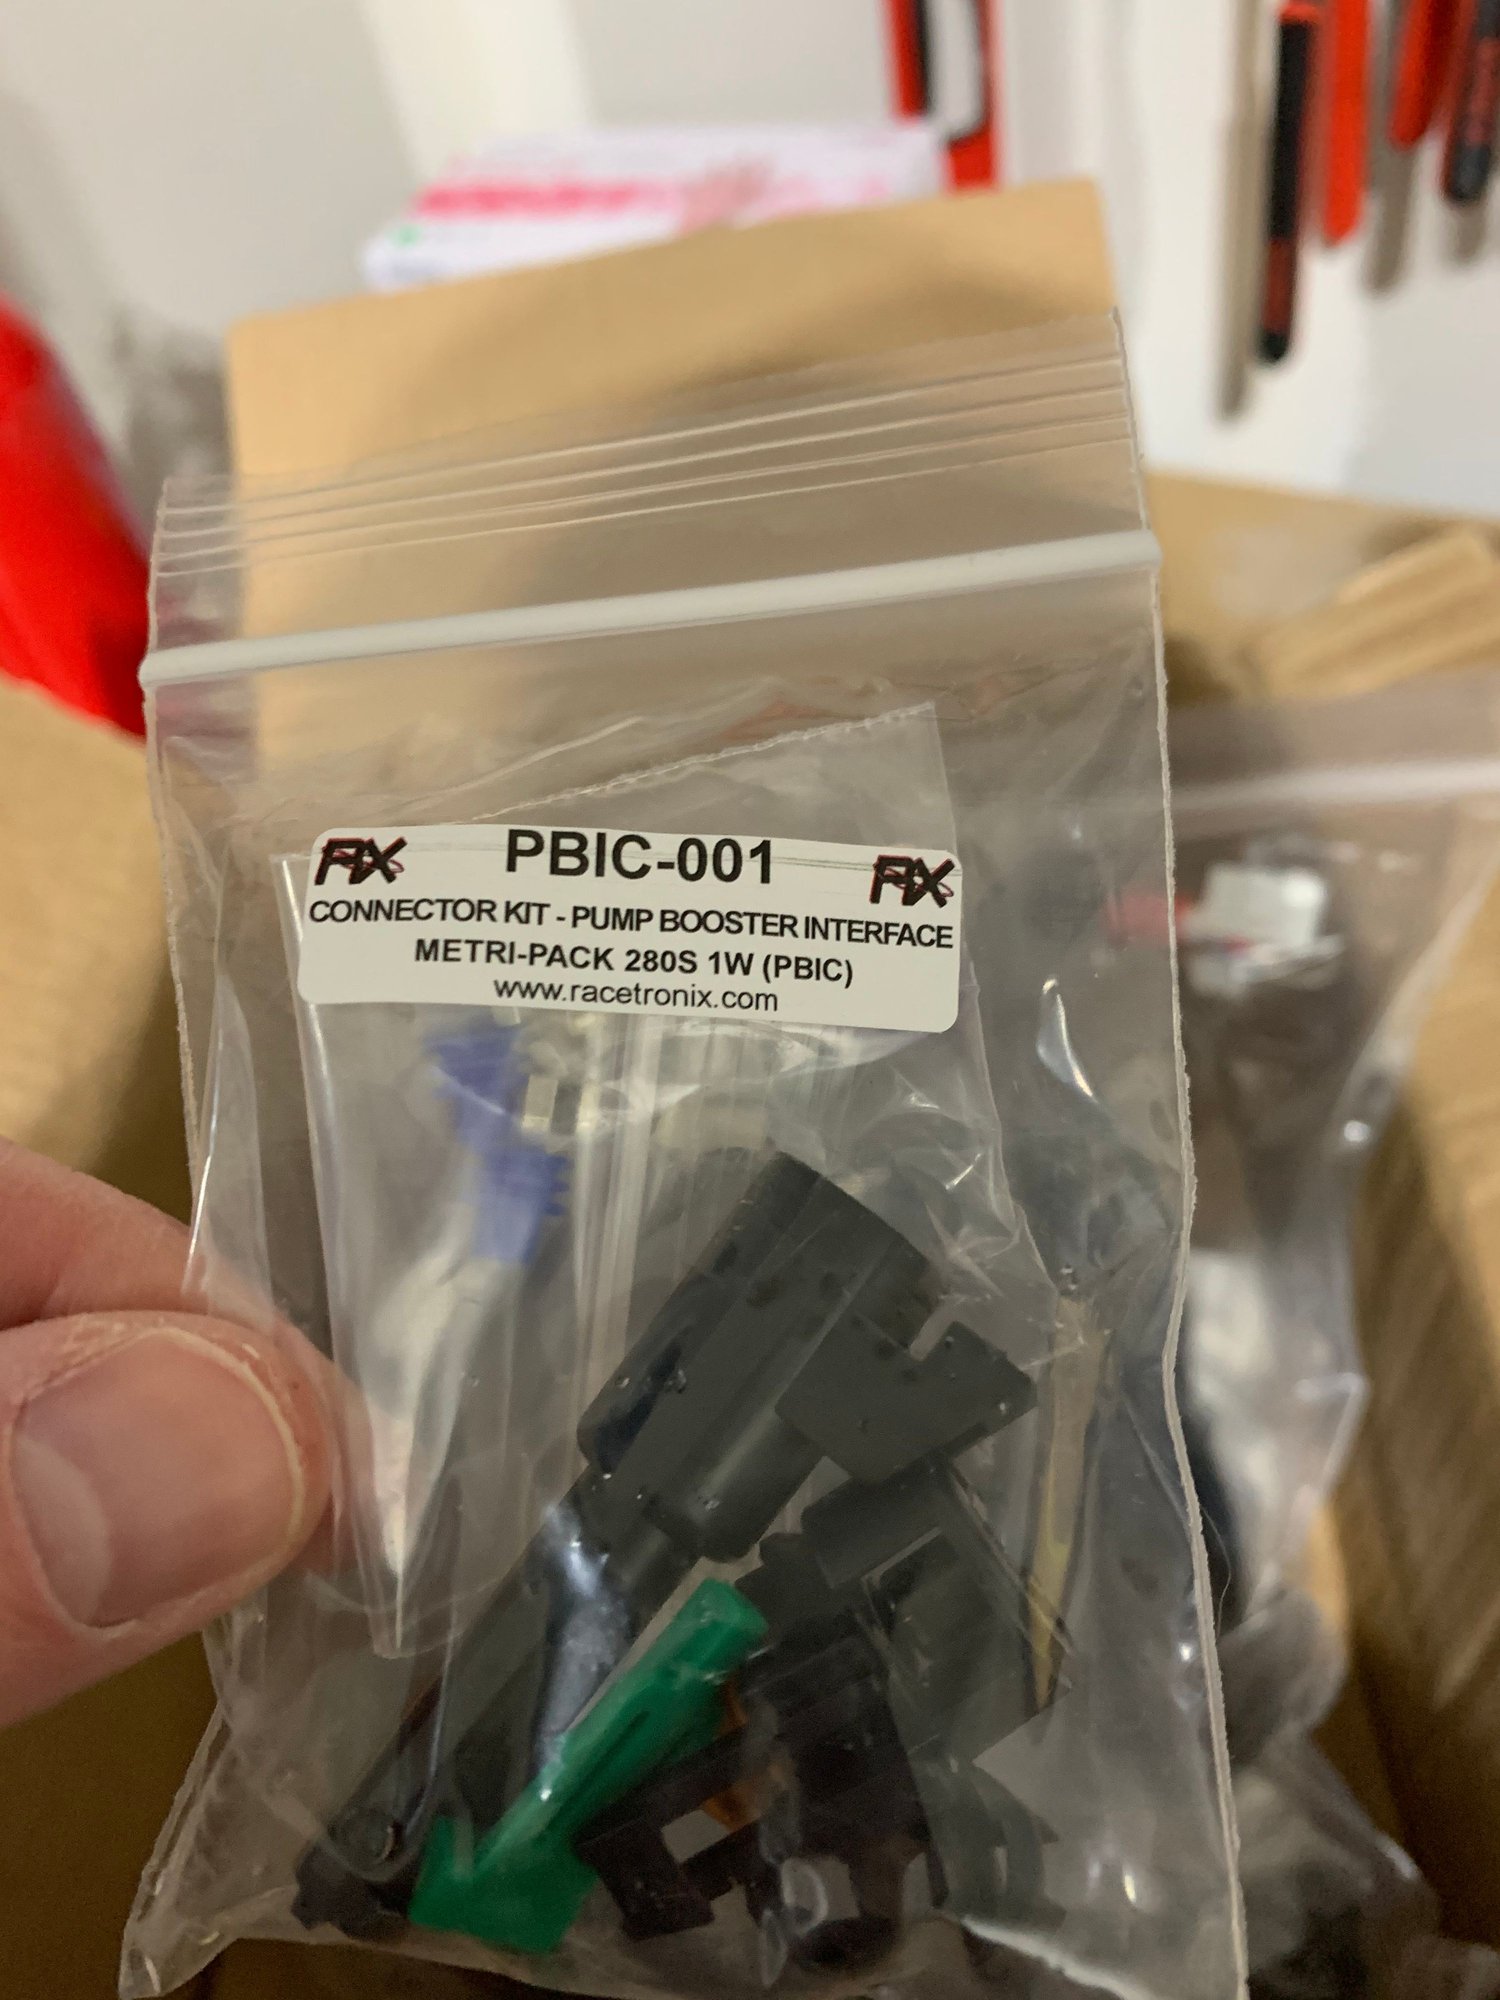 RX PBIC-001 RX
CONNECTOR KIT - PUMP BOOSTER INTERFACE
METRI-PACK 280S 1W (PBIC)
www.racetronix.com